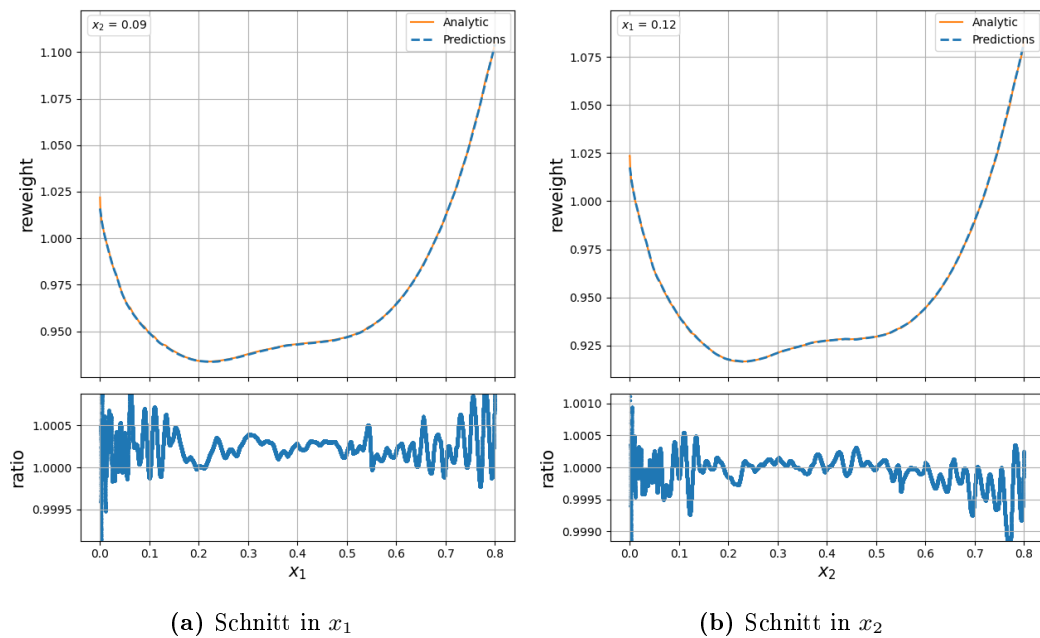 x₂ = 0.09
Analytic
Predictions
reweight
1.100
1.075
1.050
1.025
1.000
0.975
0.950
ratio
1.0005
1.0000
0.9995
0.0 0.1 0.2 0.3 0.4 0.5 0.6 0.7 0.8
x₁
(a) Schnitt in x₁
x₁ = 0.12
Analytic
Predictions
reweight
1.075
1.050
1.025
1.000
0.975
0.950
0.925
ratio
1.0010
1.0005
1.0000
0.9995
0.9990
0.0 0.1 0.2 0.3 0.4 0.5 0.6 0.7 0.8
x₂
(b) Schnitt in x₂